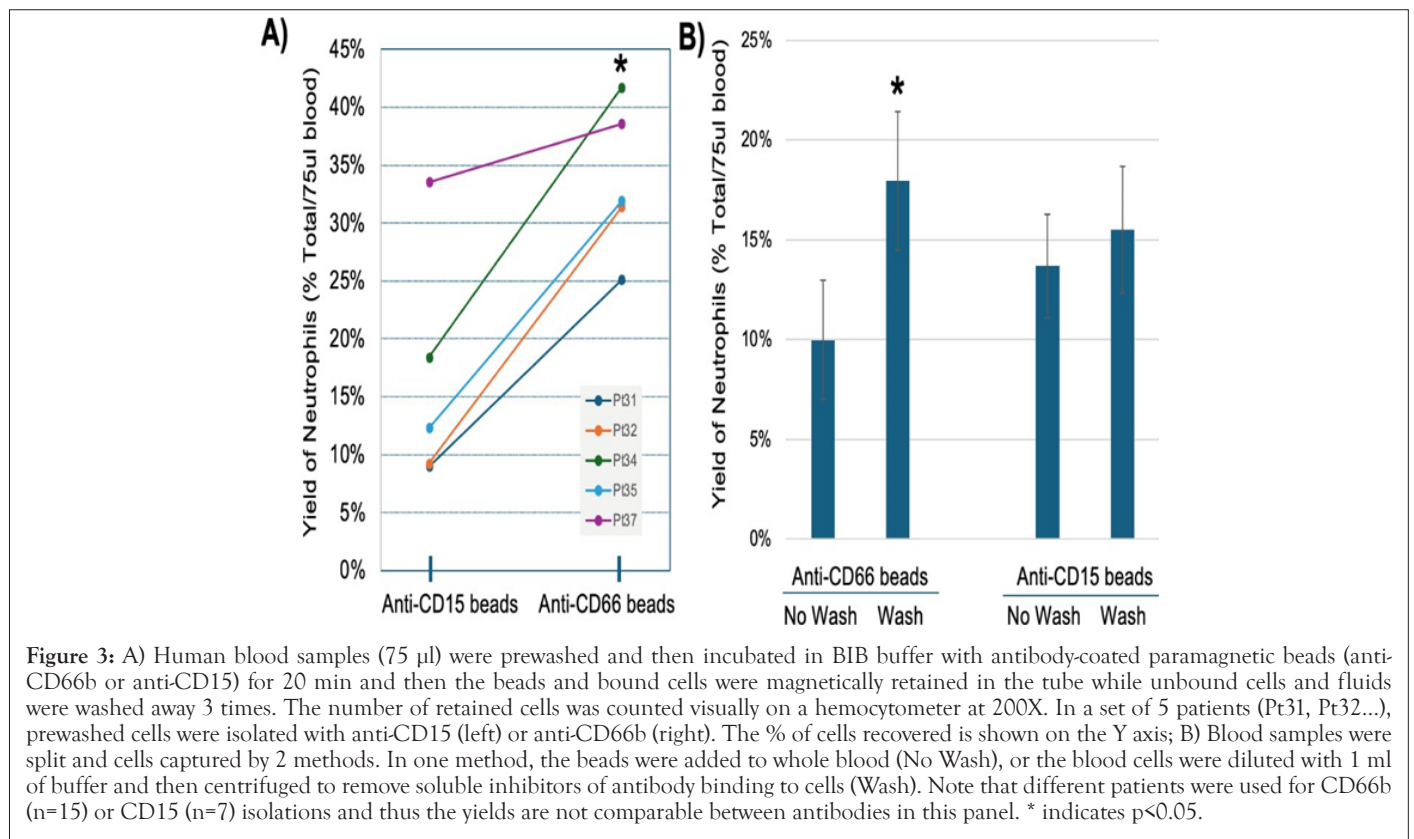 A)
Yield of Neutrophils (% Total/75ul blood)
45%
40%
35%
30%
25%
20%
15%
10%
5%
0%
*
Pt31
Pt32
Pt34
Pt35
Pt37
Anti-CD15 beads
Anti-CD66 beads
B)
Yield of Neutrophils (% Total/75ul blood)
25%
20%
15%
10%
5%
0%
*
Anti-CD66 beads
Anti-CD15 beads
No Wash
Wash
No Wash
Wash
Figure 3: A) Human blood samples (75 µl) were prewashed and then incubated in BIB buffer with antibody-coated paramagnetic beads (anti-
CD66b or anti-CD15) for 20 min and then the beads and bound cells were magnetically retained in the tube while unbound cells and fluids
were washed away 3 times. The number of retained cells was counted visually on a hemocytometer at 200X. In a set of 5 patients (Pt31, Pt32...),
prewashed cells were isolated with anti-CD15 (left) or anti-CD66b (right). The % of cells recovered is shown on the Y axis; B) Blood samples were
split and cells captured by 2 methods. In one method, the beads were added to whole blood (No Wash), or the blood cells were diluted with 1 ml
of buffer and then centrifuged to remove soluble inhibitors of antibody binding to cells (Wash). Note that different patients were used for CD66b
(n=15) or CD15 (n=7) isolations and thus the yields are not comparable between antibodies in this panel. * indicates p<0.05.